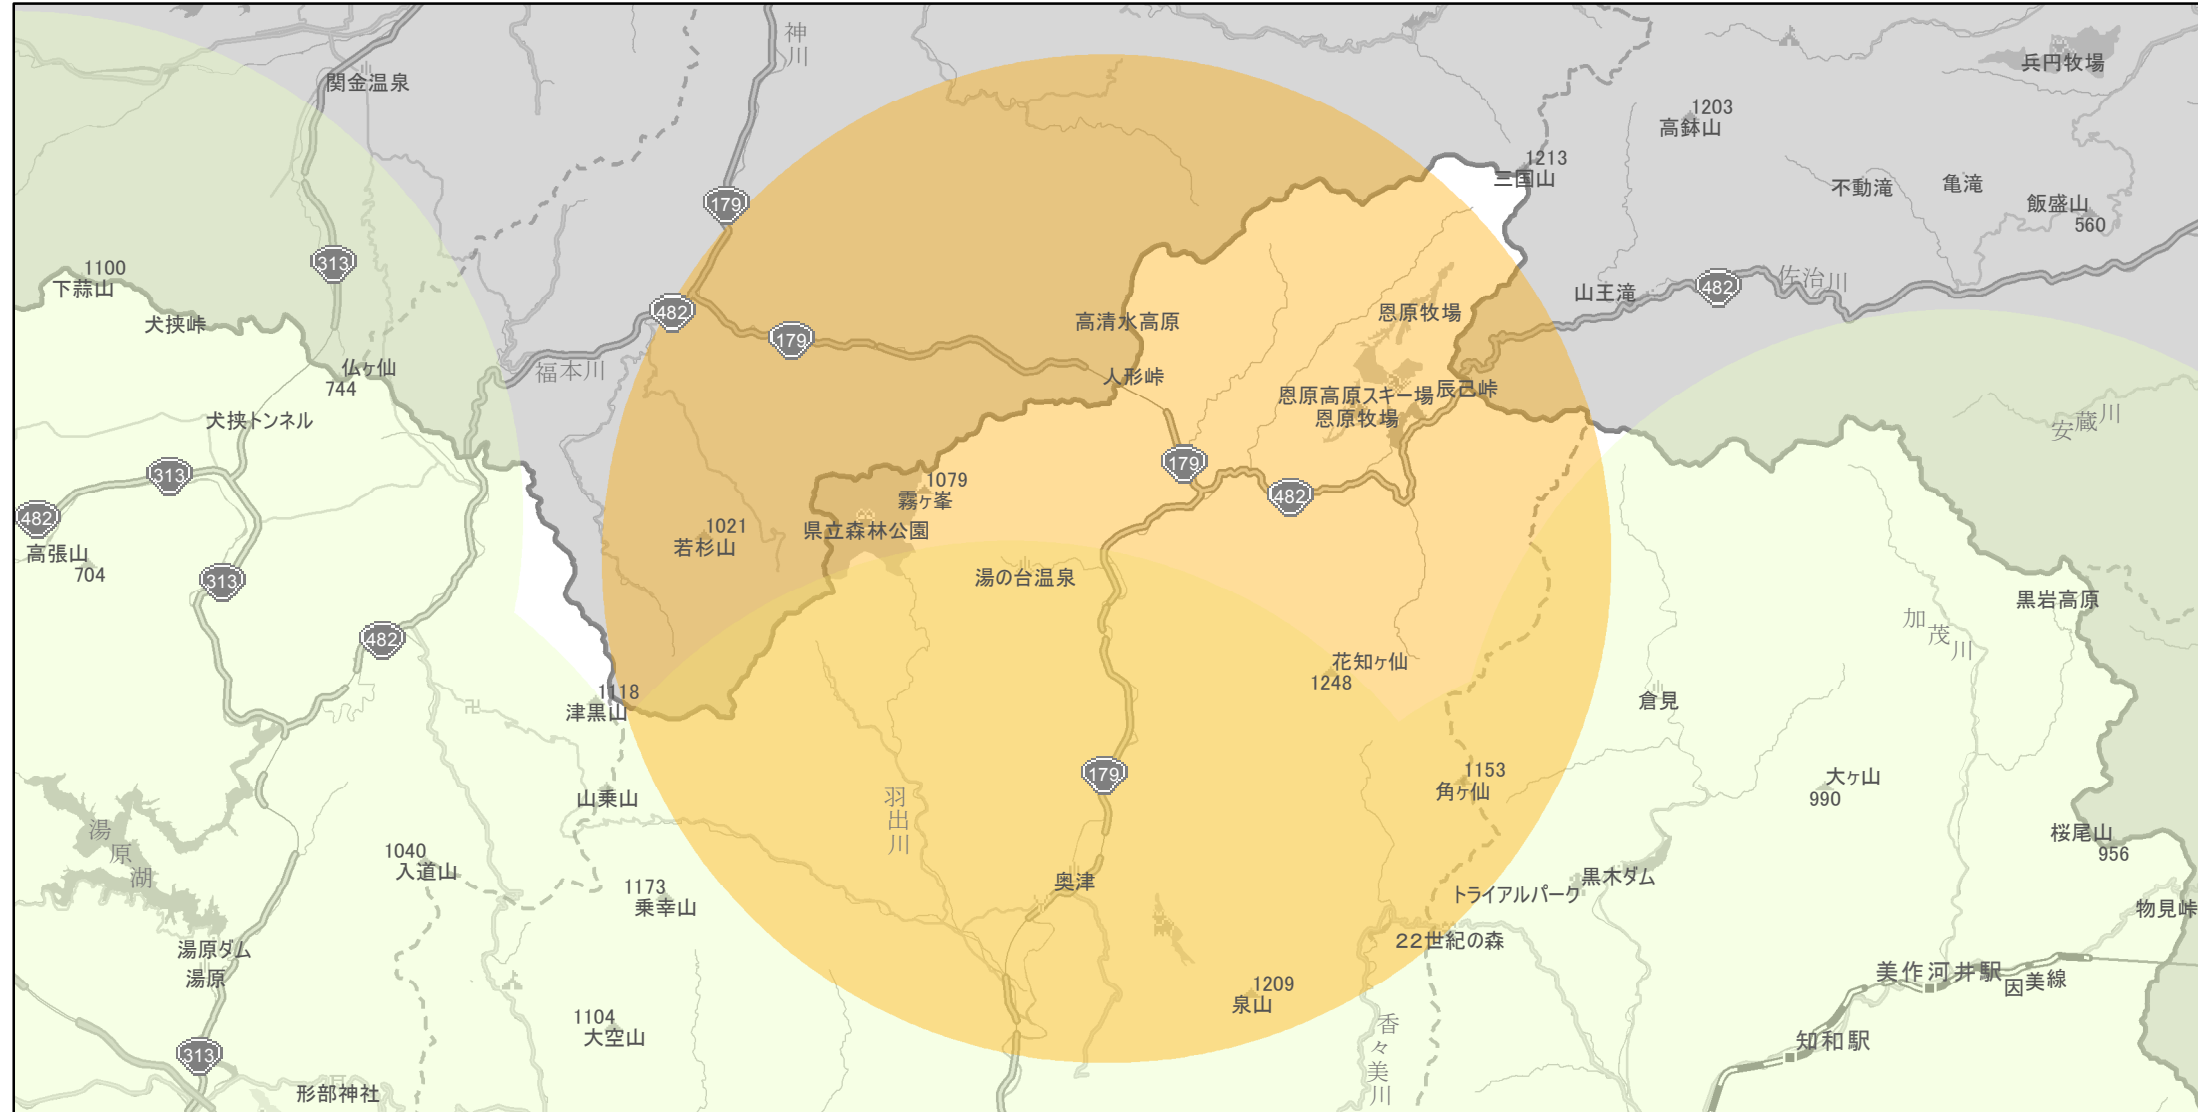 神川
関金温泉
兵円牧場
1203
高鉢山
1213
三国山
不動滝
亀滝
飯盛山
560
179
313
1100
下蒜山
犬挟峠
482
179
高清水高原
恩原牧場
山王滝
482
佐治川
仏ヶ仙
744
福本川
人形峠
恩原高原スキー場
辰己峠
恩原牧場
犬挟トンネル
安蔵川
313
179
482
482
1079
霧ヶ峯
県立森林公園
1021
若杉山
高張山
704
313
湯の台温泉
黒岩高原
加茂川
482
花知ヶ仙
1248
倉見
1118
津黒山
179
1153
角ヶ仙
大ヶ山
990
山乗山
羽出川
湯原湖
1040
入道山
桜尾山
956
1173
乗幸山
奥津
トライアルパーク
黒木ダム
物見峠
22世紀の森
湯原ダム
湯原
美作河井駅
因美線
1209
泉山
1104
大空山
香々美川
知和駅
313
形部神社